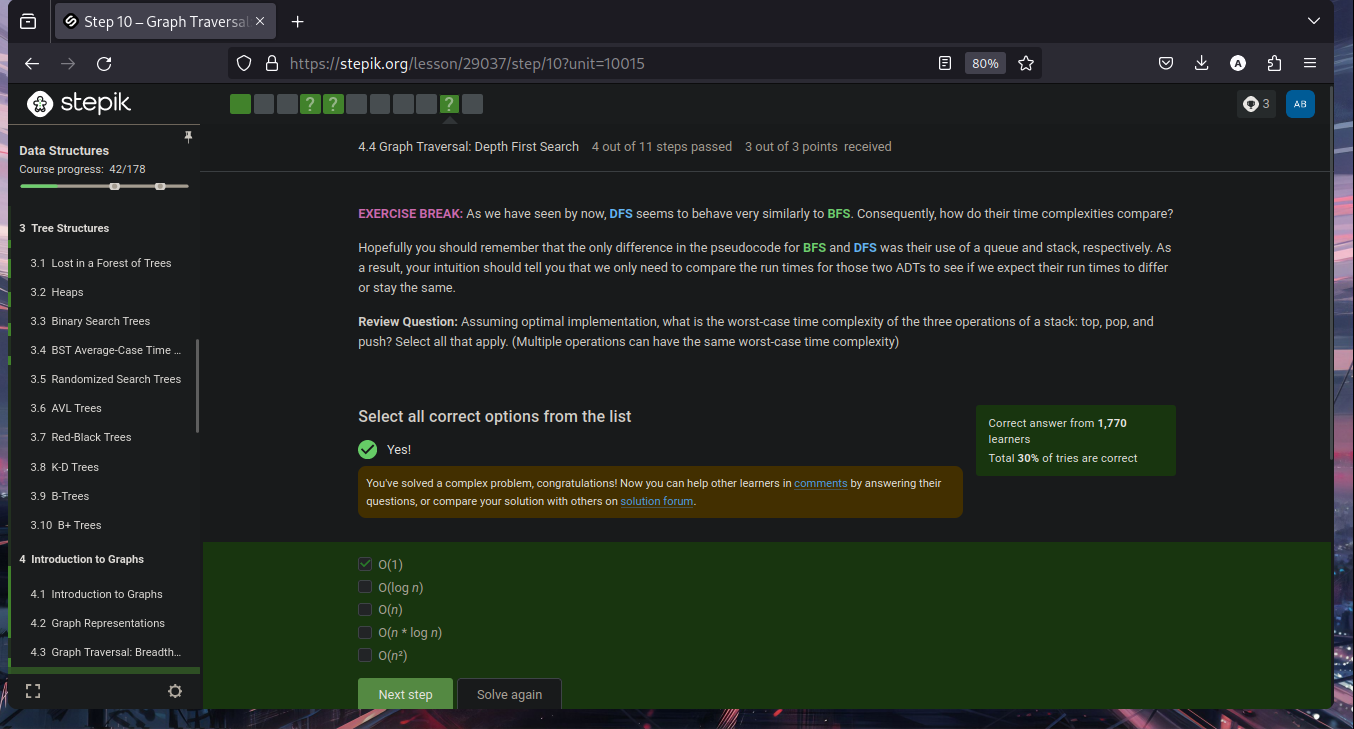 Step 10 – Graph Traversal
https://stepik.org/lesson/29037/step/10?unit=10015
80%
A
stepik
? ? ?
3
AB
Data Structures
Course progress: 42/178
3 Tree Structures
3.1 Lost in a Forest of Trees
3.2 Heaps
3.3 Binary Search Trees
3.4 BST Average-Case Time ...
3.5 Randomized Search Trees
3.6 AVL Trees
3.7 Red-Black Trees
3.8 K-D Trees
3.9 B-Trees
3.10 B+ Trees
4 Introduction to Graphs
4.1 Introduction to Graphs
4.2 Graph Representations
4.3 Graph Traversal: Breadth...
4.4 Graph Traversal: Depth First Search 4 out of 11 steps passed 3 out of 3 points received
EXERCISE BREAK: As we have seen by now, DFS seems to behave very similarly to BFS. Consequently, how do their time complexities compare?
Hopefully you should remember that the only difference in the pseudocode for BFS and DFS was their use of a queue and stack, respectively. As
a result, your intuition should tell you that we only need to compare the run times for those two ADTs to see if we expect their run times to differ
or stay the same.
Review Question: Assuming optimal implementation, what is the worst-case time complexity of the three operations of a stack: top, pop, and
push? Select all that apply. (Multiple operations can have the same worst-case time complexity)
Select all correct options from the list
Yes!
You've solved a complex problem, congratulations! Now you can help other learners in comments by answering their
questions, or compare your solution with others on solution forum.
Correct answer from 1,770
learners
Total 30% of tries are correct
O(1)
O(log n)
O(n)
O(n * log n)
O(n²)
Next step
Solve again